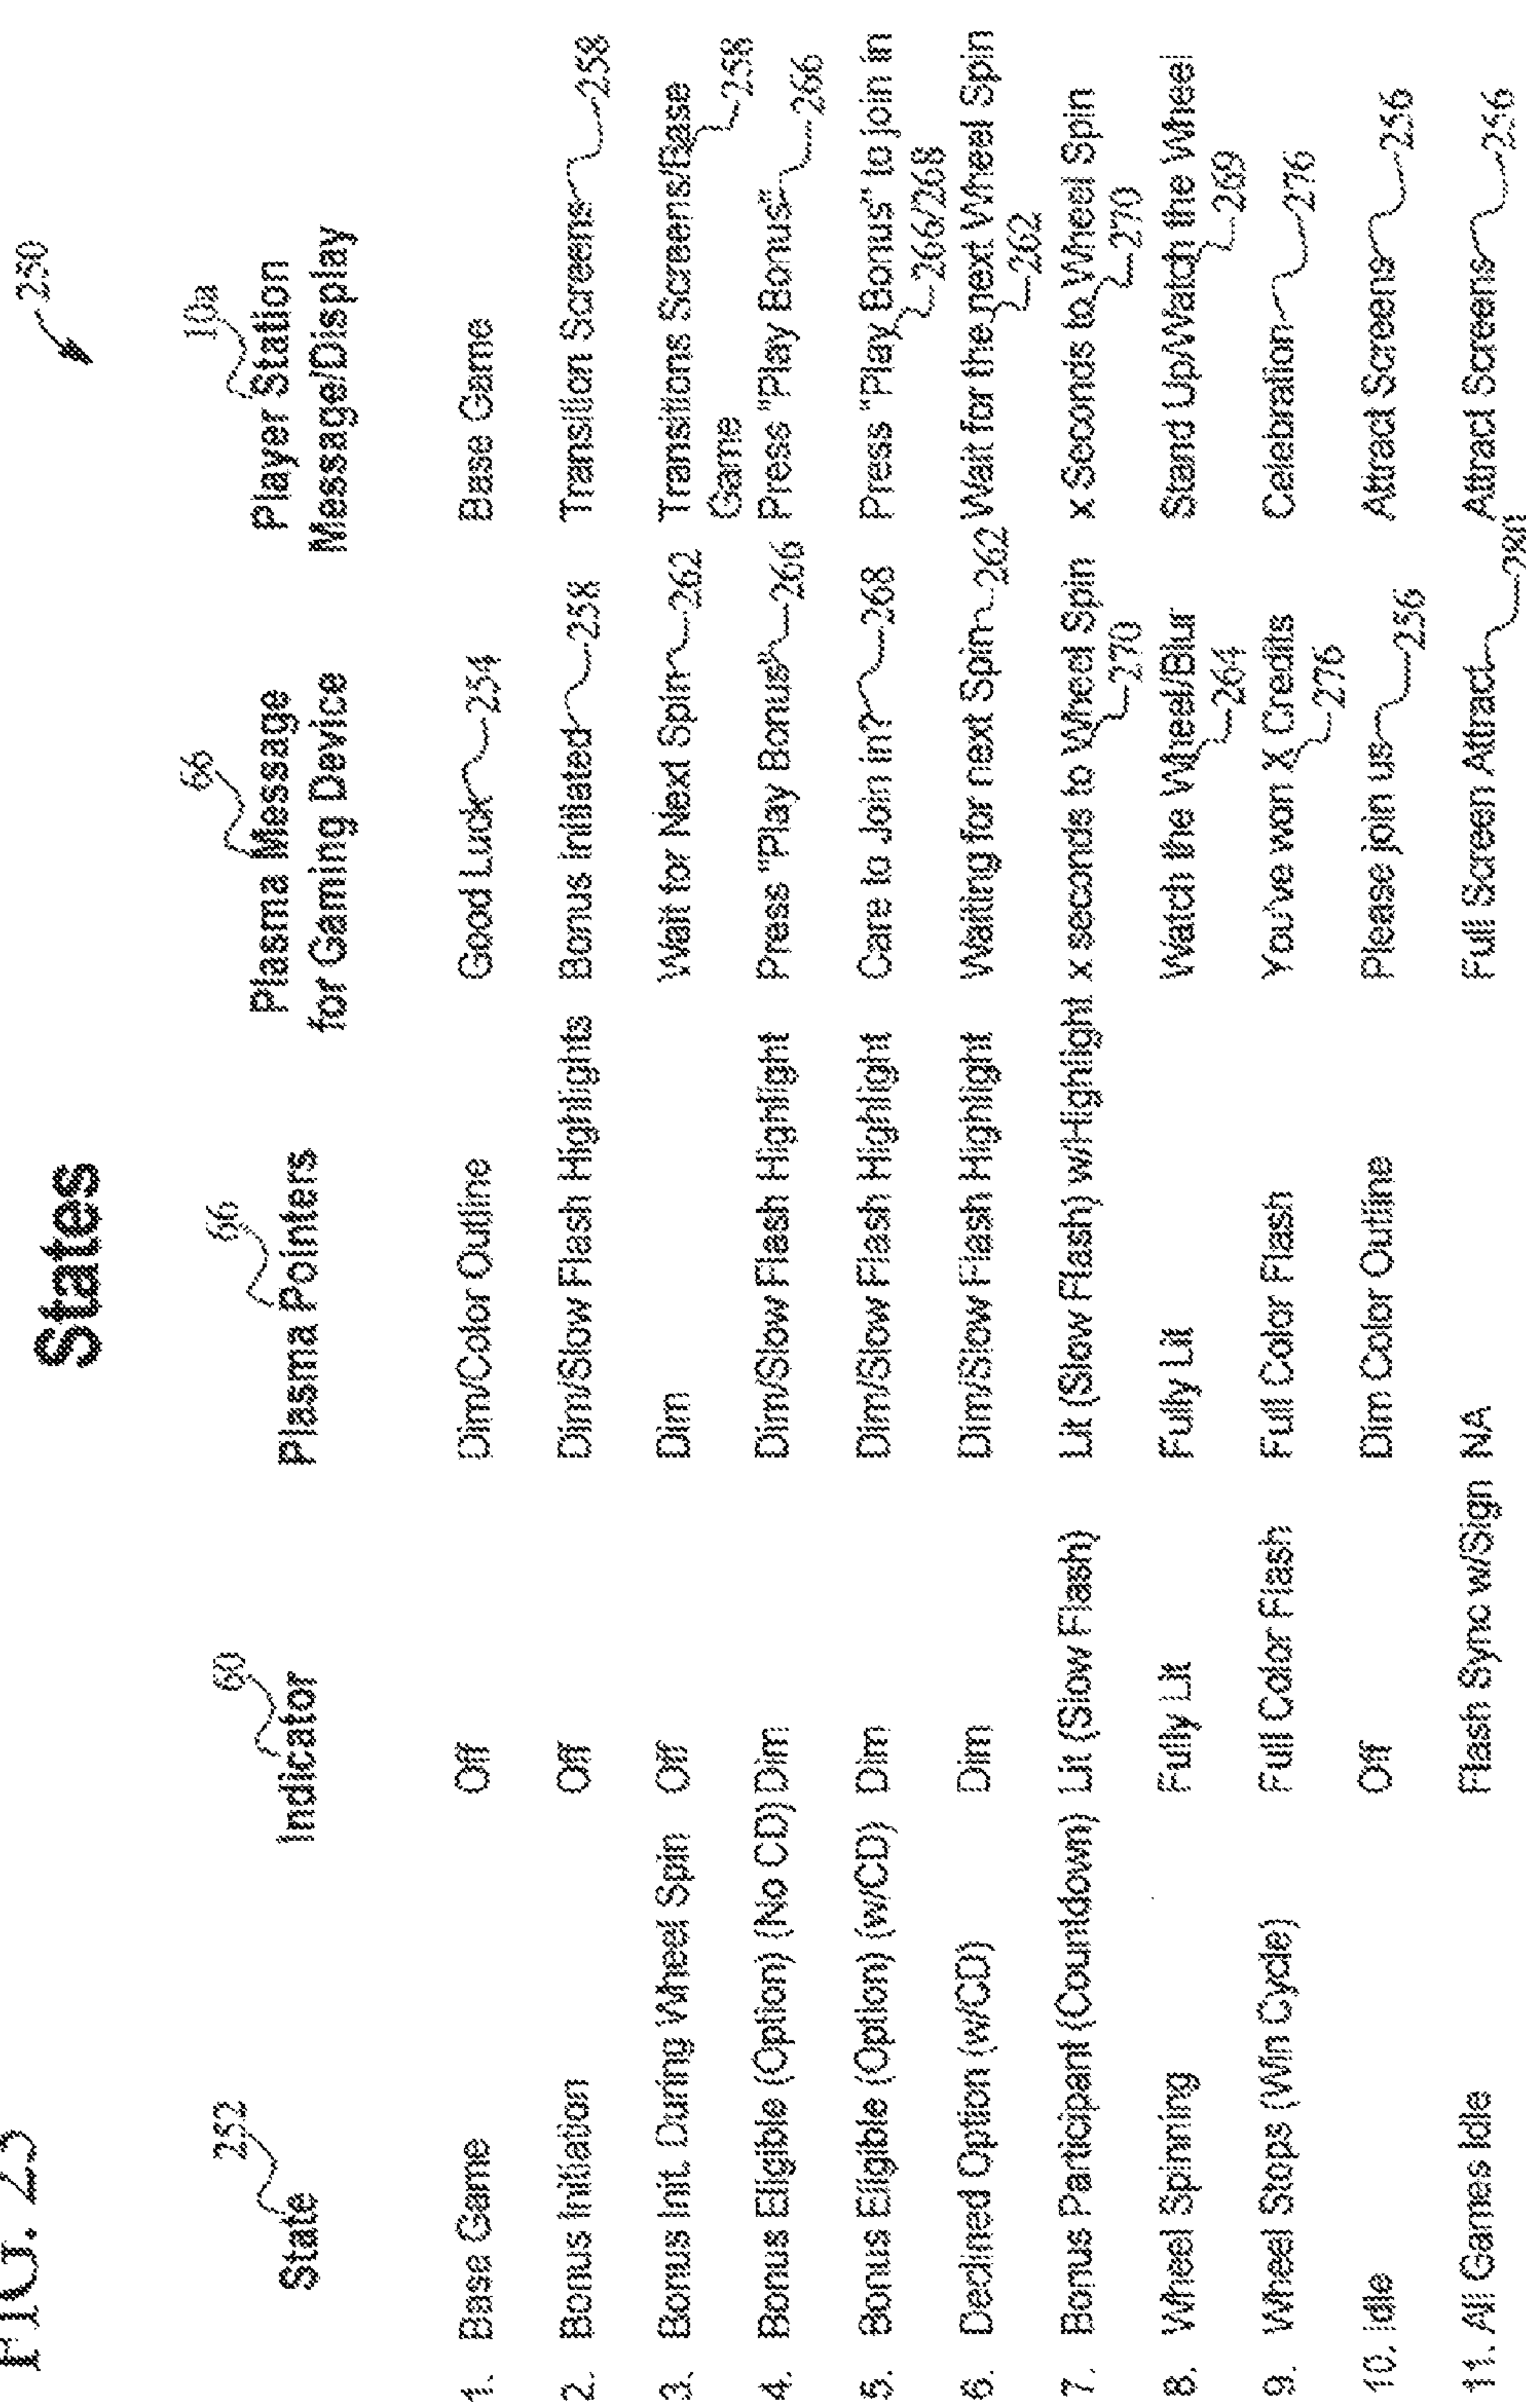 FIG. 23
States
250
252
State
60
Indicator
66
Plasma Pointers
66
Plasma Message
for Gaming Device
10a
Player Station
Message/Display
1. Base Game Off Dim/Color Outline Good Luck 254 Base Game
2. Bonus Initiation Off Dim/Slow Flash Highlights Bonus Initiated 258 Transition Screens 258
3. Bonus Init. During Wheel Spin Off Dim Wait for Next Spin 262 Transitions Screens/Base
Game 258
4. Bonus Eligible (Option) (No CD) Dim Dim/Slow Flash Highlight Press "Play Bonus" 266 Press "Play Bonus" 266
5. Bonus Eligible (Option) (w/CD) Dim Dim/Slow Flash Highlight Care to Join in? 268 Press "Play Bonus" to join in
266/268
6. Declined Option (w/CD) Dim Dim/Slow Flash Highlight Waiting for next Spin 262 Wait for the next Wheel Spin
262
7. Bonus Participant (Countdown) Lit (Slow Flash) Lit (Slow Flash) w/Highlight x seconds to Wheel Spin x Seconds to Wheel Spin
270 270
8. Wheel Spinning Fully Lit Fully Lit Watch the Wheel/Blur Stand Up/Watch the Wheel
264 269
9. Wheel Stops (Win Cycle) Full Color Flash Full Color Flash You've won X Credits Celebration 276
276
10. Idle Off Dim Color Outline Please join us 256 Attract Screens 256
11. All Games Idle Flash Sync w/Sign NA Full Screen Attract 280 Attract Screens 256